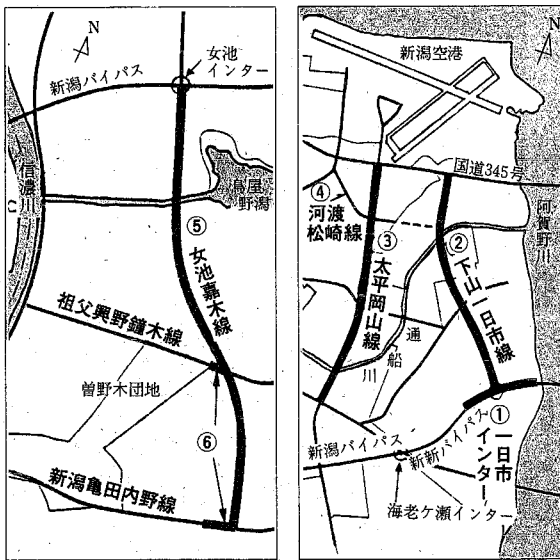 N
女池
インター
新潟バイパス
信濃川
鳥屋
野潟
⑤
女池嘉木線
祖父興野鐘木線
曽野木団地
⑥
新潟亀田内野線
N
新潟空港
国道345号
阿賀野川
④
河渡
松崎線
③
太平岡山線
②
下山一日市線
通船川
①
一日市
インター
新潟バイパス
新新バイパス
海老ケ瀬インター